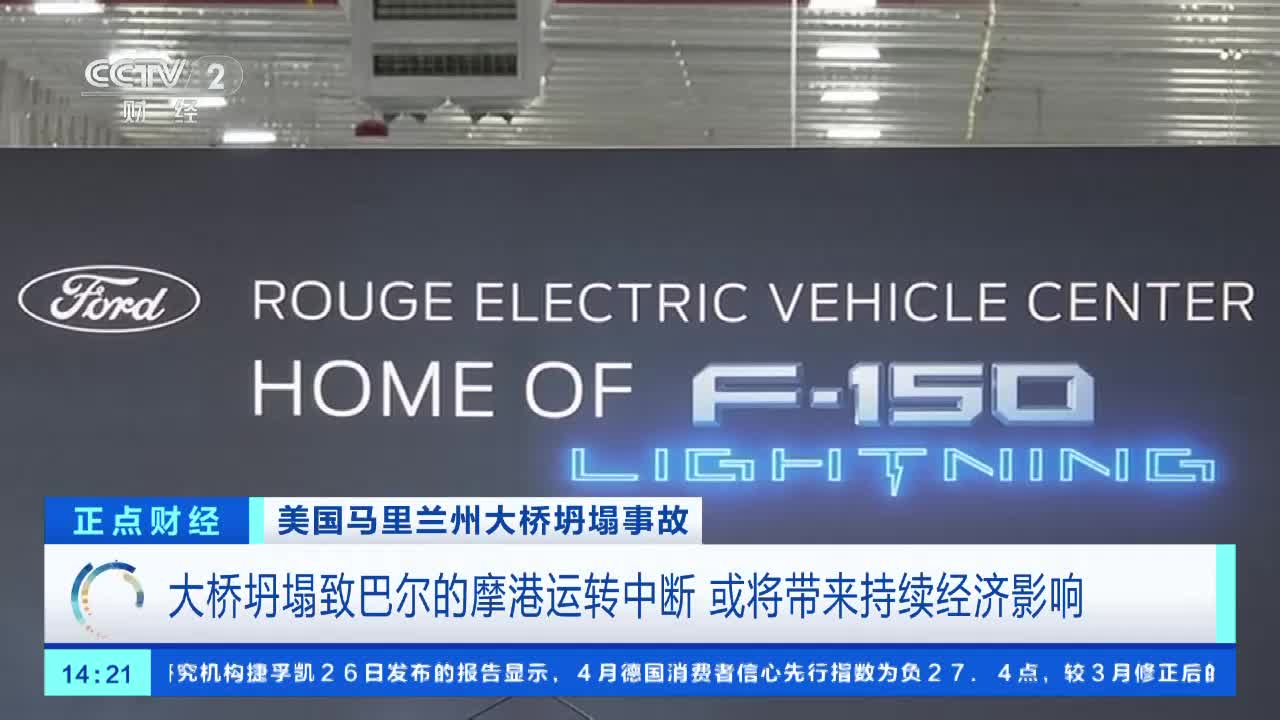 CCTV 2
财经
Ford
ROUGE ELECTRIC VEHICLE CENTER
HOME OF F-150
LIGHTNING
正点财经
美国马里兰州大桥坍塌事故
大桥坍塌致巴尔的摩港运转中断 或将带来持续经济影响
14:21
究机构捷孚凯26日发布的报告显示，4月德国消费者信心先行指数为负27．4点，较3月修正后的